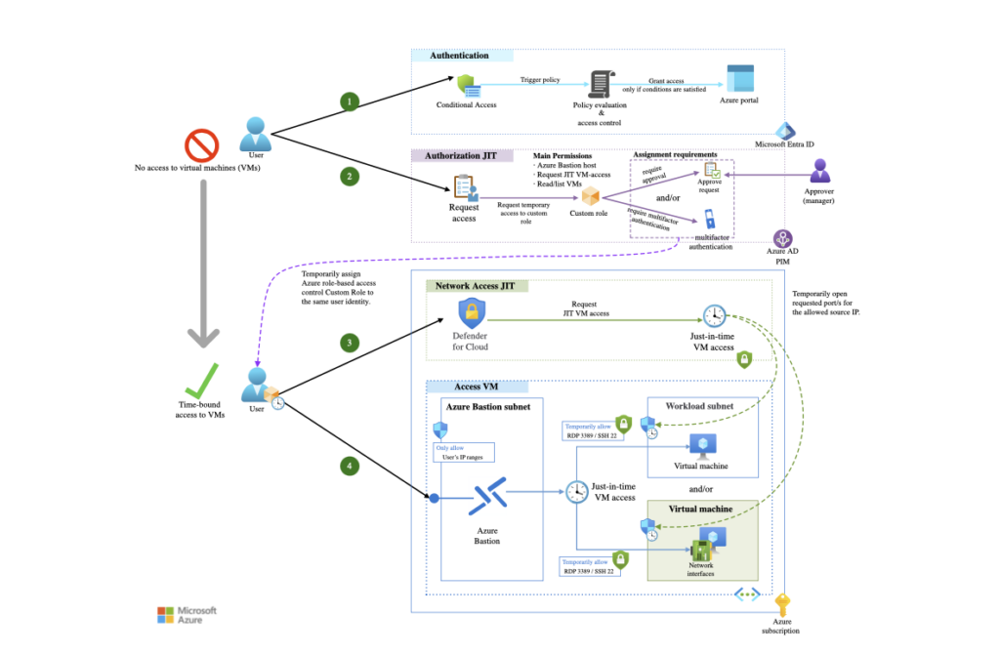 Authentication
Conditional Access
Trigger policy
Policy evaluation
&
access control
Grant access
only if conditions are satisfied
Azure portal
Microsoft Entra ID
1
User
No access to virtual machines (VMs)
2
Authorization JIT
Request
access
Request temporary
access to custom
role
Main Permissions
· Azure Bastion host
· Request JIT VM-access
· Read/list VMs
Custom role
Assignment requirements
require
approval
Approve
request
and/or
require multifactor
authentication
multifactor
authentication
Approver
(manager)
Azure AD
PIM
Temporarily assign
Azure role-based access
control Custom Role to
the same user identity.
Network Access JIT
Defender
for Cloud
Request
JIT VM access
Just-in-time
VM access
Temporarily open
requested port/s for
the allowed source IP.
3
User
Time-bound
access to VMs
4
Access VM
Azure Bastion subnet
Only allow
User's IP ranges
Azure
Bastion
Just-in-time
VM access
Temporarily allow
RDP 3389 / SSH 22
Workload subnet
Virtual machine
and/or
Virtual machine
Network
interfaces
Temporarily allow
RDP 3389 / SSH 22
Azure
subscription
Microsoft
Azure